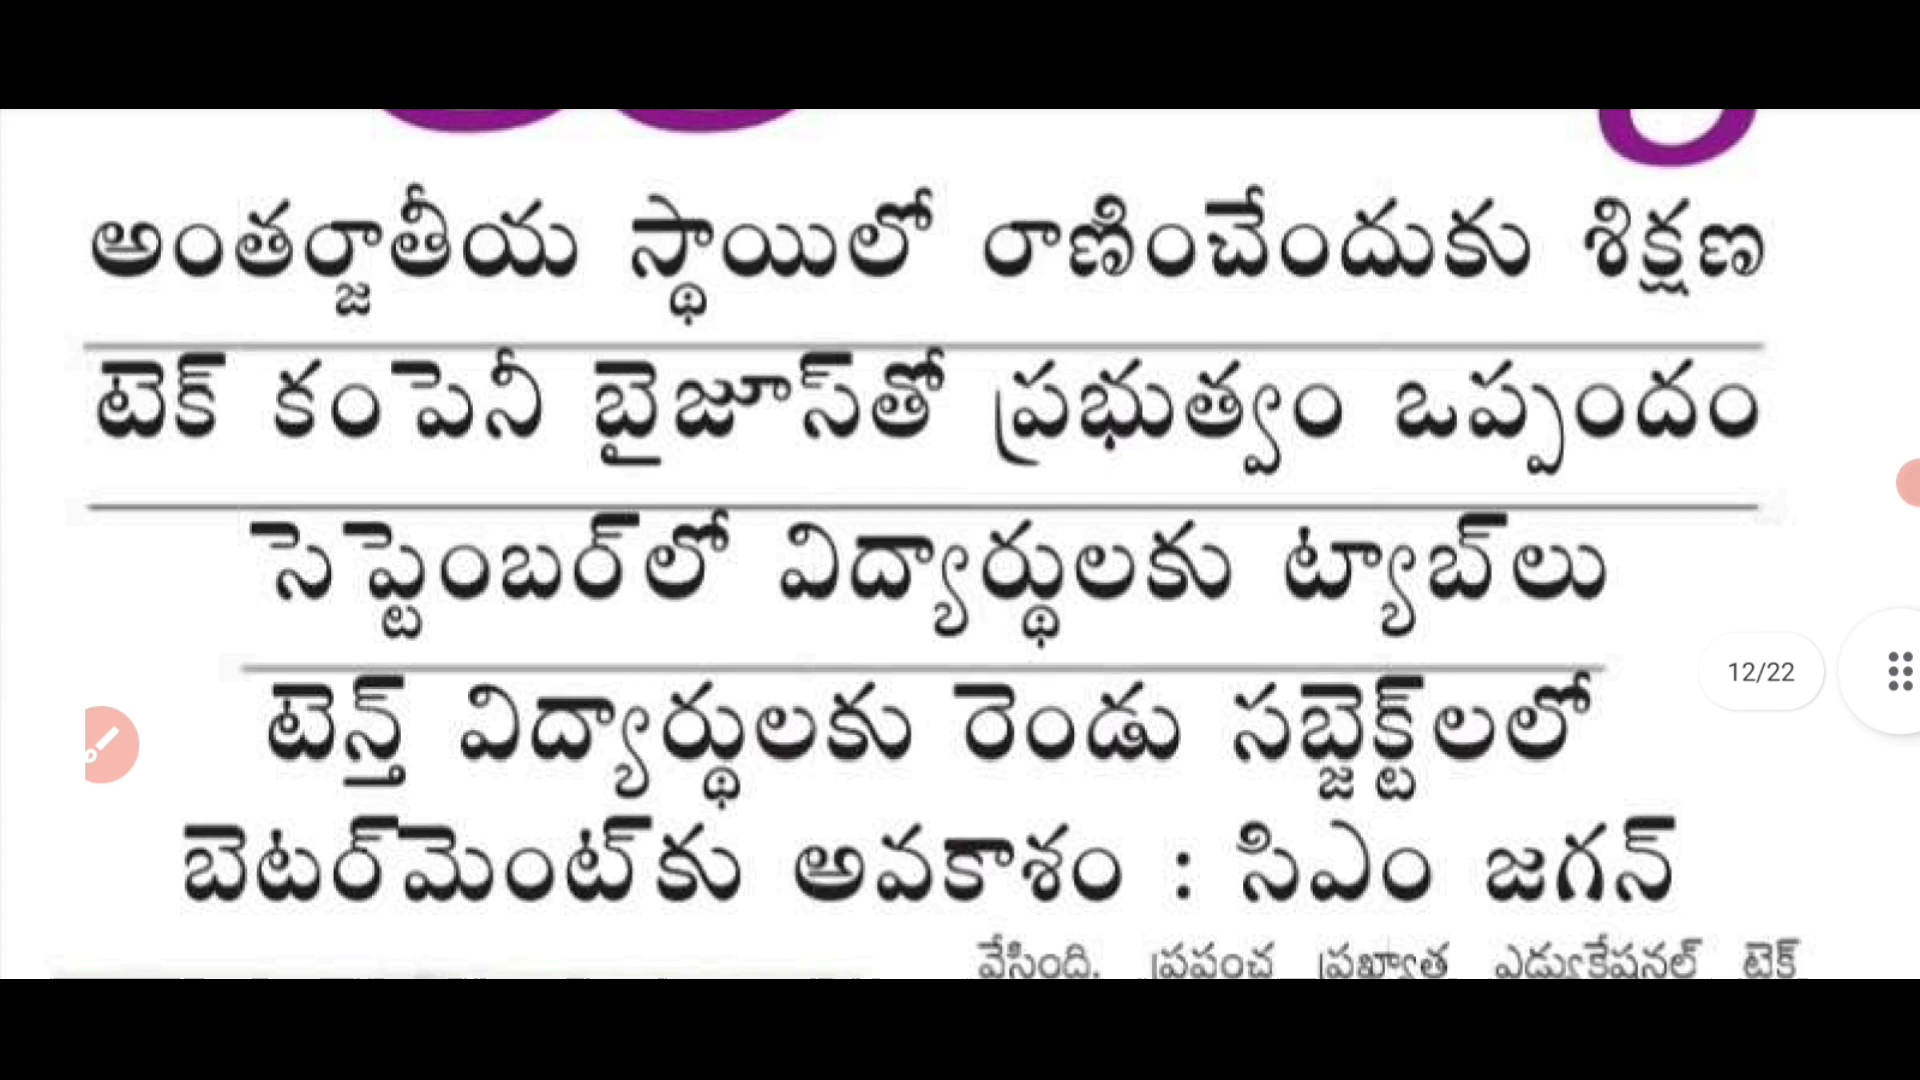 అంతర్జాతీయ స్థాయిలో రాణించేందుకు శిక్షణ
టెక్ కంపెనీ బైజూస్‌తో ప్రభుత్వం ఒప్పందం
సెప్టెంబర్‌లో విద్యార్థులకు ట్యాబ్‌లు
12/22
టెన్త్ విద్యార్థులకు రెండు సబ్జెక్ట్‌లలో
బెటర్‌మెంట్‌కు అవకాశం : సిఎం జగన్
వేసింది. ప్రపంచ ప్రఖ్యాత ఎడ్యుకేషనల్ టెక్